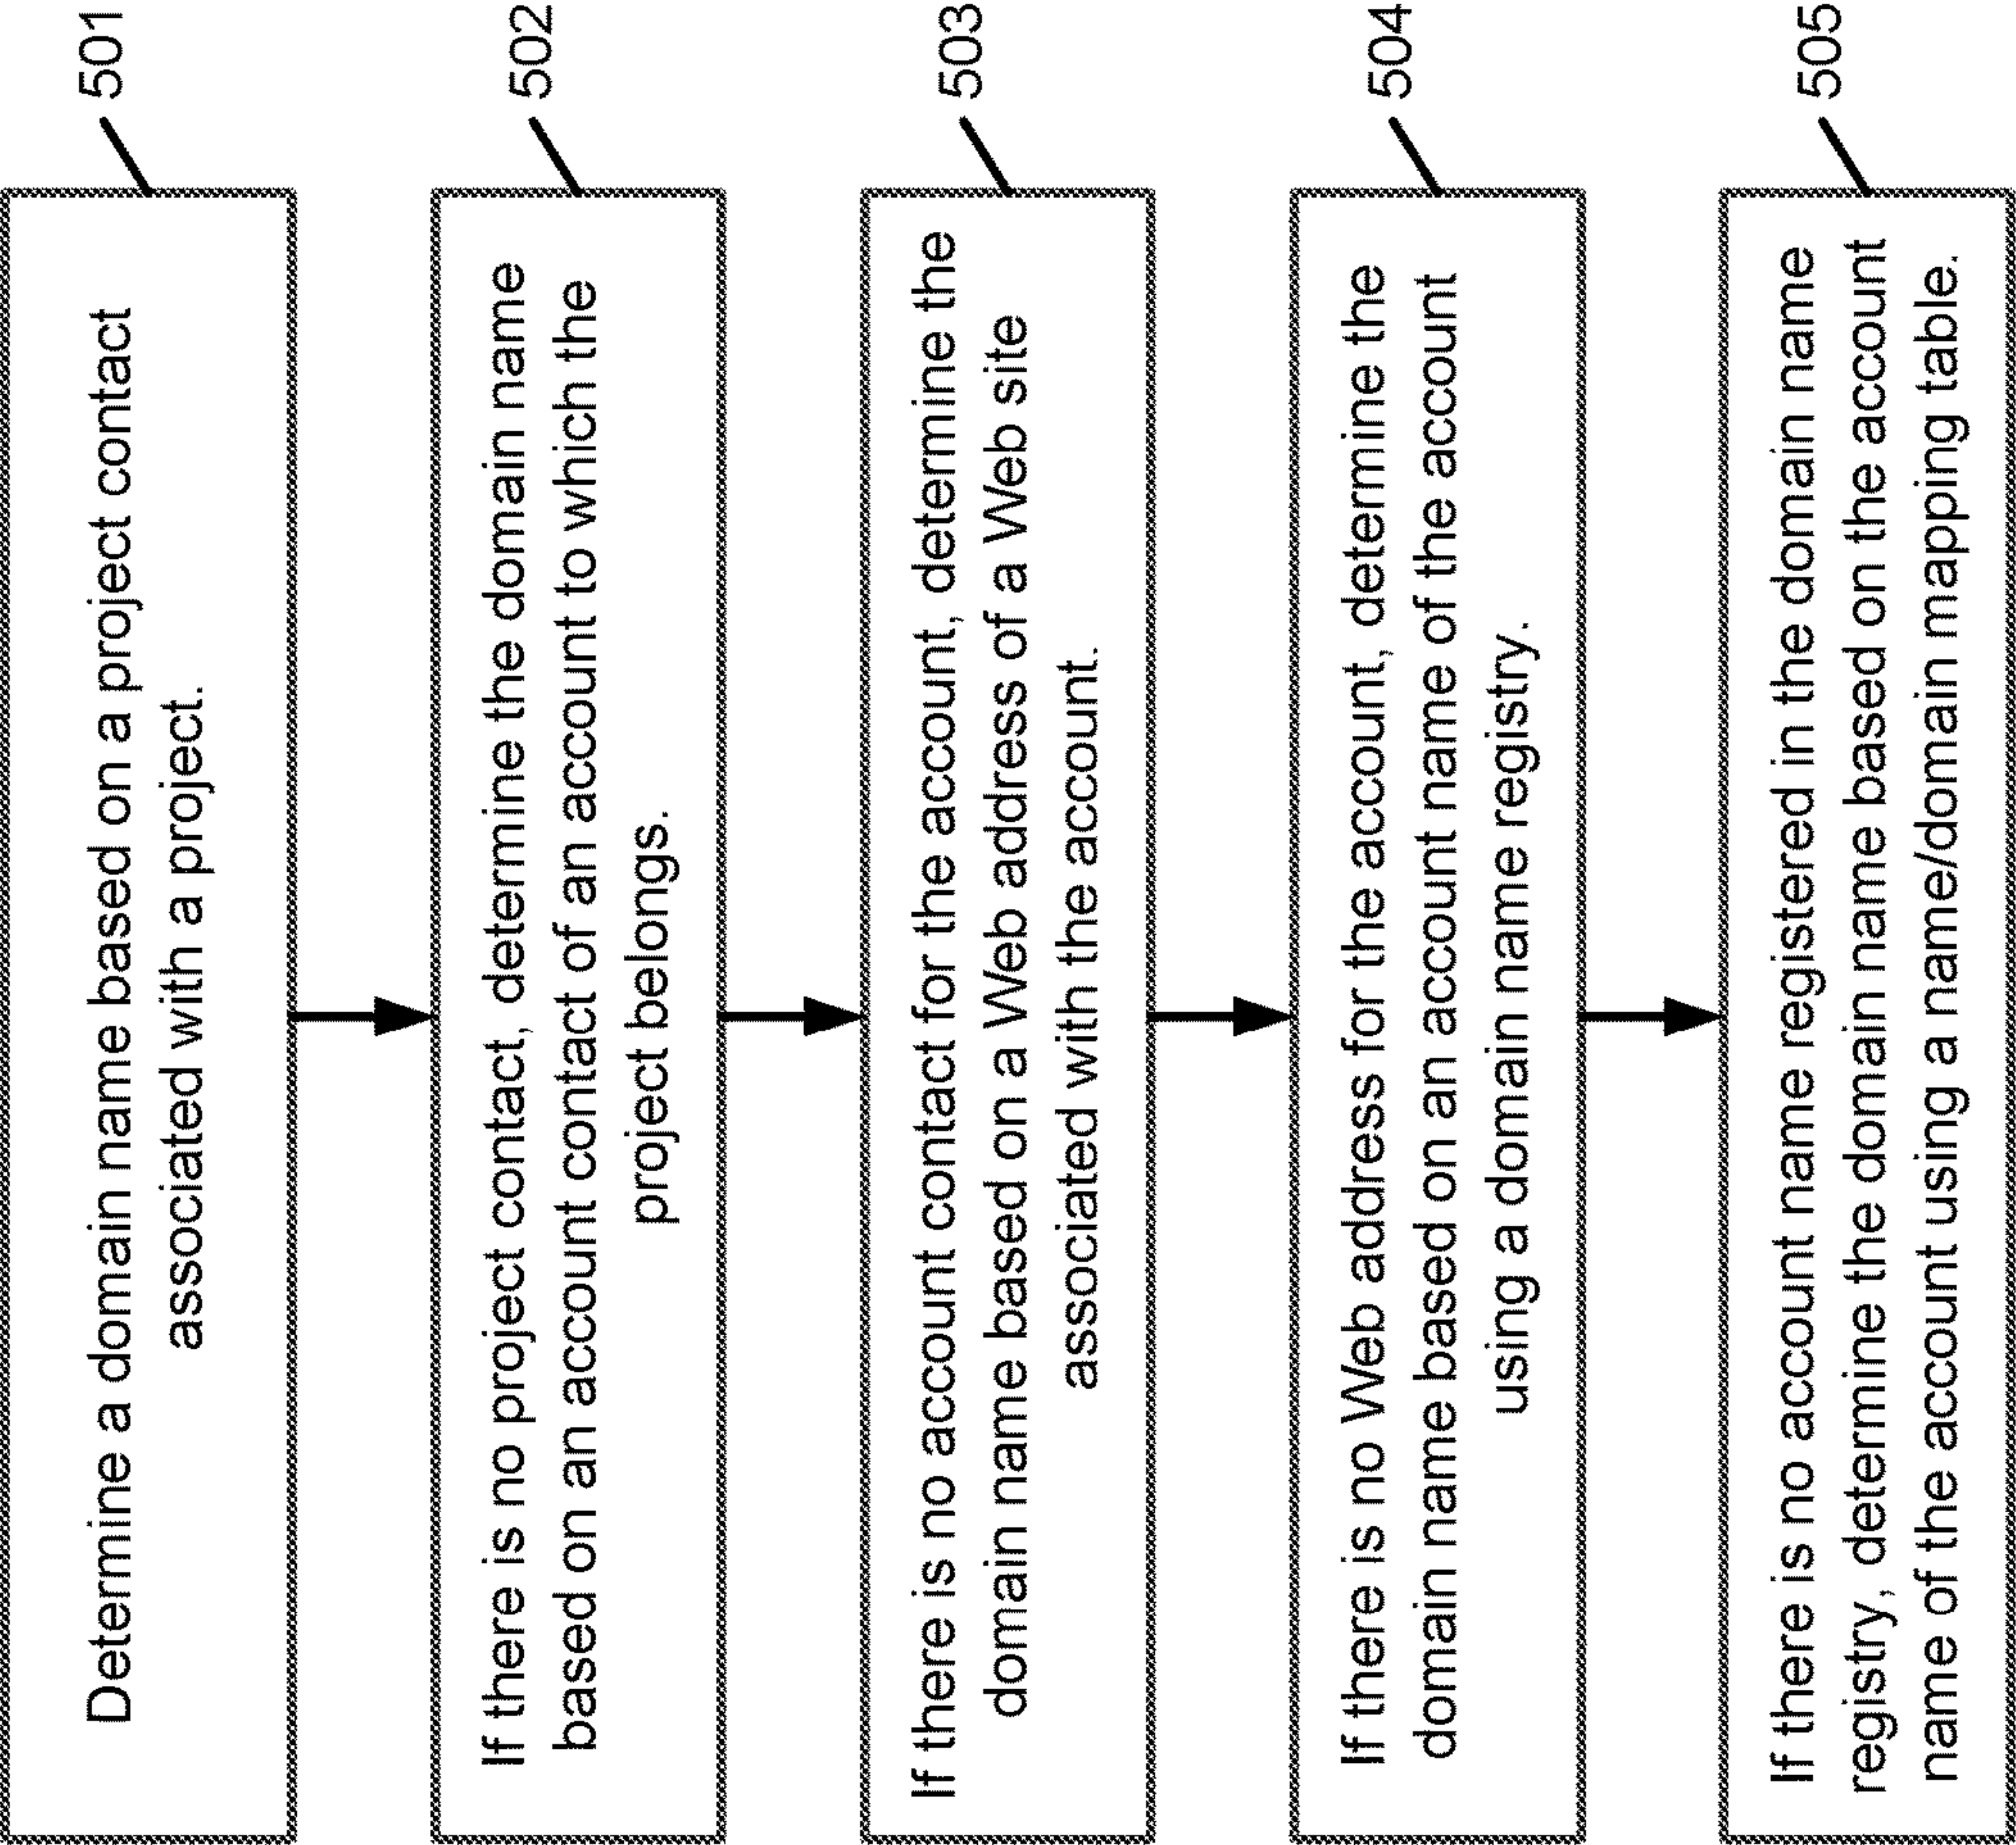 501
Determine a domain name based on a project contact
associated with a project.
502
If there is no project contact, determine the domain name
based on an account contact of an account to which the
project belongs.
503
If there is no account contact for the account, determine the
domain name based on a Web address of a Web site
associated with the account.
504
If there is no Web address for the account, determine the
domain name based on an account name of the account
using a domain name registry.
505
If there is no account name registered in the domain name
registry, determine the domain name based on the account
name of the account using a name/domain mapping table.